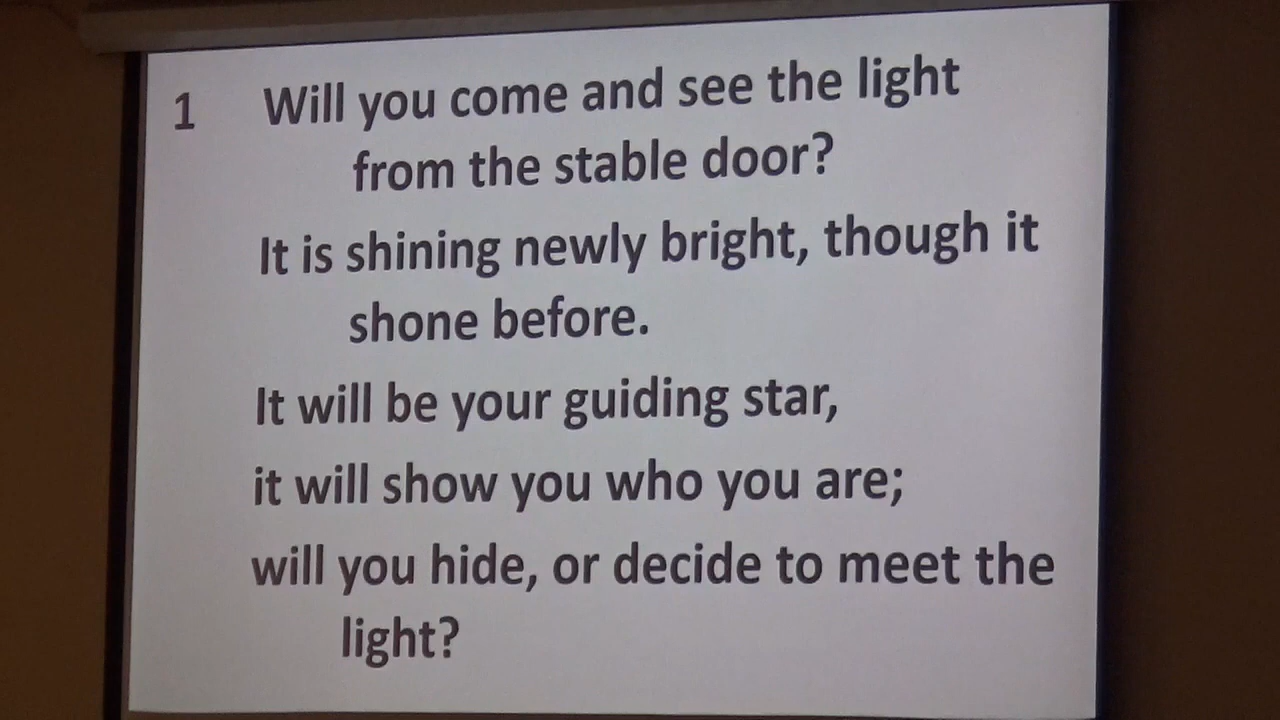 1 Will you come and see the light
from the stable door?
It is shining newly bright, though it
shone before.
It will be your guiding star,
it will show you who you are;
will you hide, or decide to meet the
light?